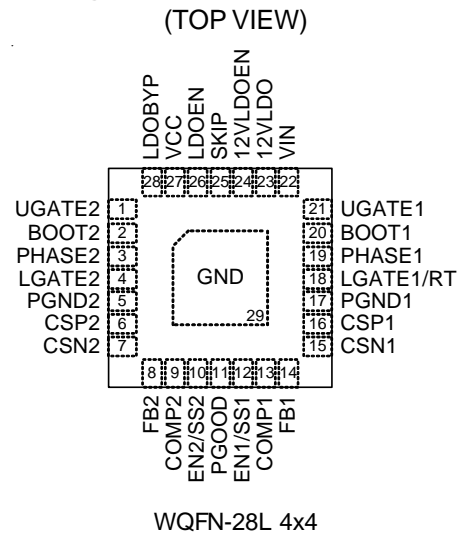 (TOP VIEW)
LDOBYP
VCC
LDOEN
SKIP
12VLDOEN
12VLDO
VIN
28 27 26 25 24 23 22
UGATE2 1
BOOT2 2
PHASE2 3
LGATE2 4
PGND2 5
CSP2 6
CSN2 7
GND
29
21 UGATE1
20 BOOT1
19 PHASE1
18 LGATE1/RT
17 PGND1
16 CSP1
15 CSN1
8 9 10 11 12 13 14
FB2
COMP2
EN2/SS2
PGOOD
EN1/SS1
COMP1
FB1
WQFN-28L 4x4